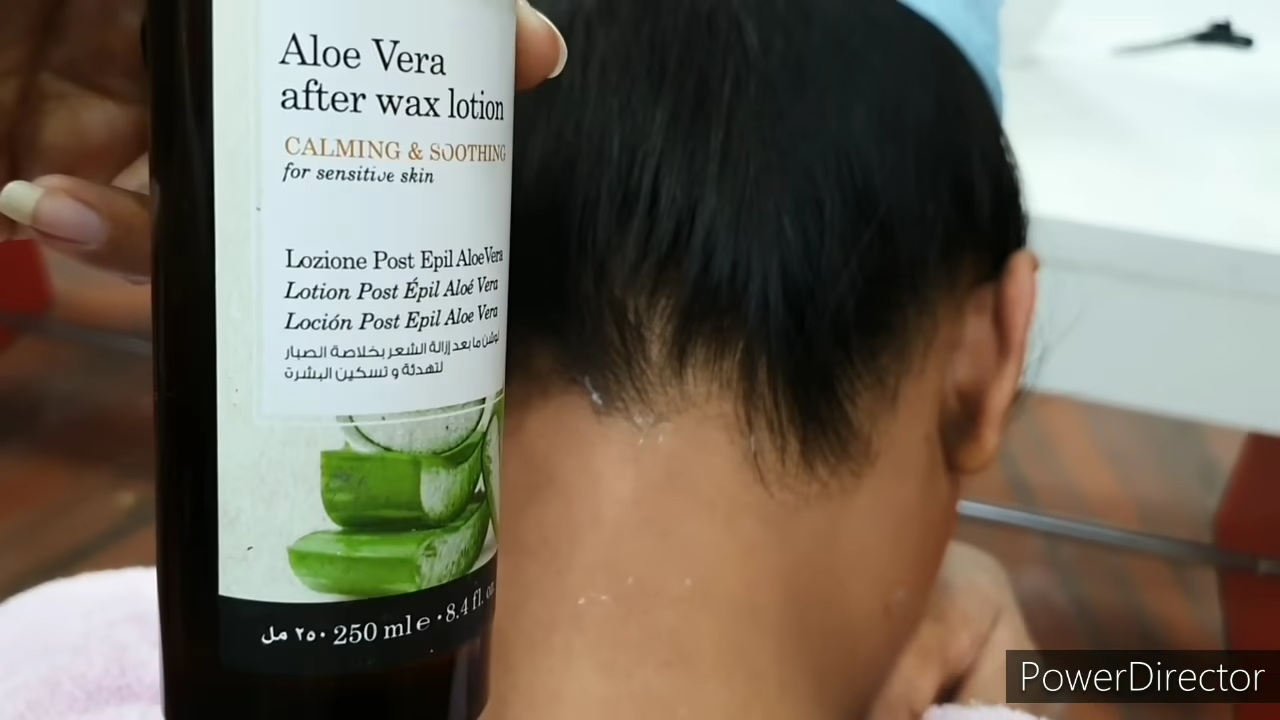 Aloe Vera
after wax lotion
CALMING & SOOTHING
for sensitive skin
Lozione Post Epil Aloe Vera
Lotion Post Épil Aloé Vera
Loción Post Epil Aloe Vera
لوشن ما بعد إزالة الشعر بخلاصة الصبار
لتهدئة و تسكين البشرة
٢٥٠ مل • 250 ml e • 8.4 fl. oz
PowerDirector